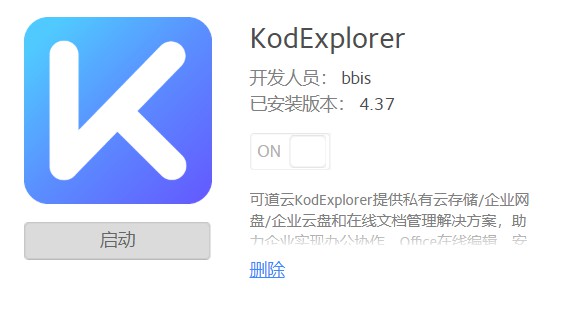 KodExplorer
开发人员： bbis
已安装版本： 4.37
ON
可道云KodExplorer提供私有云存储/企业网
盘/企业云盘和在线文档管理解决方案，助
力企业实现办公协作、Office在线编辑、安
启动
删除